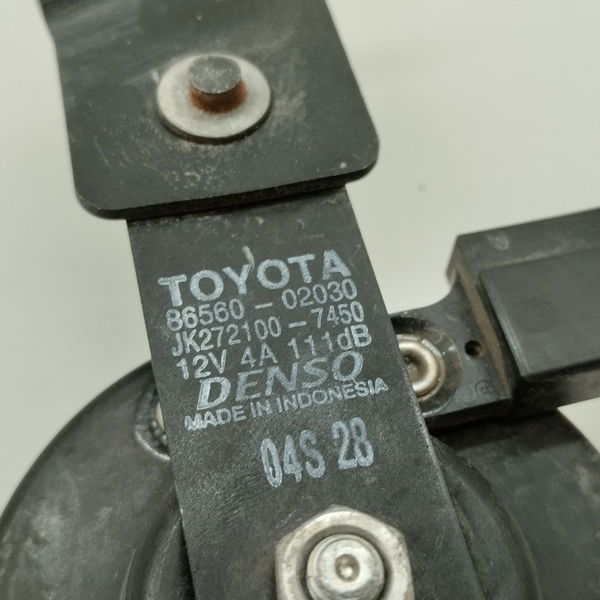 TOYOTA
86560-02030
JK272100-7450
12V 4A 111dB
DENSO
MADE IN INDONESIA
04S 28